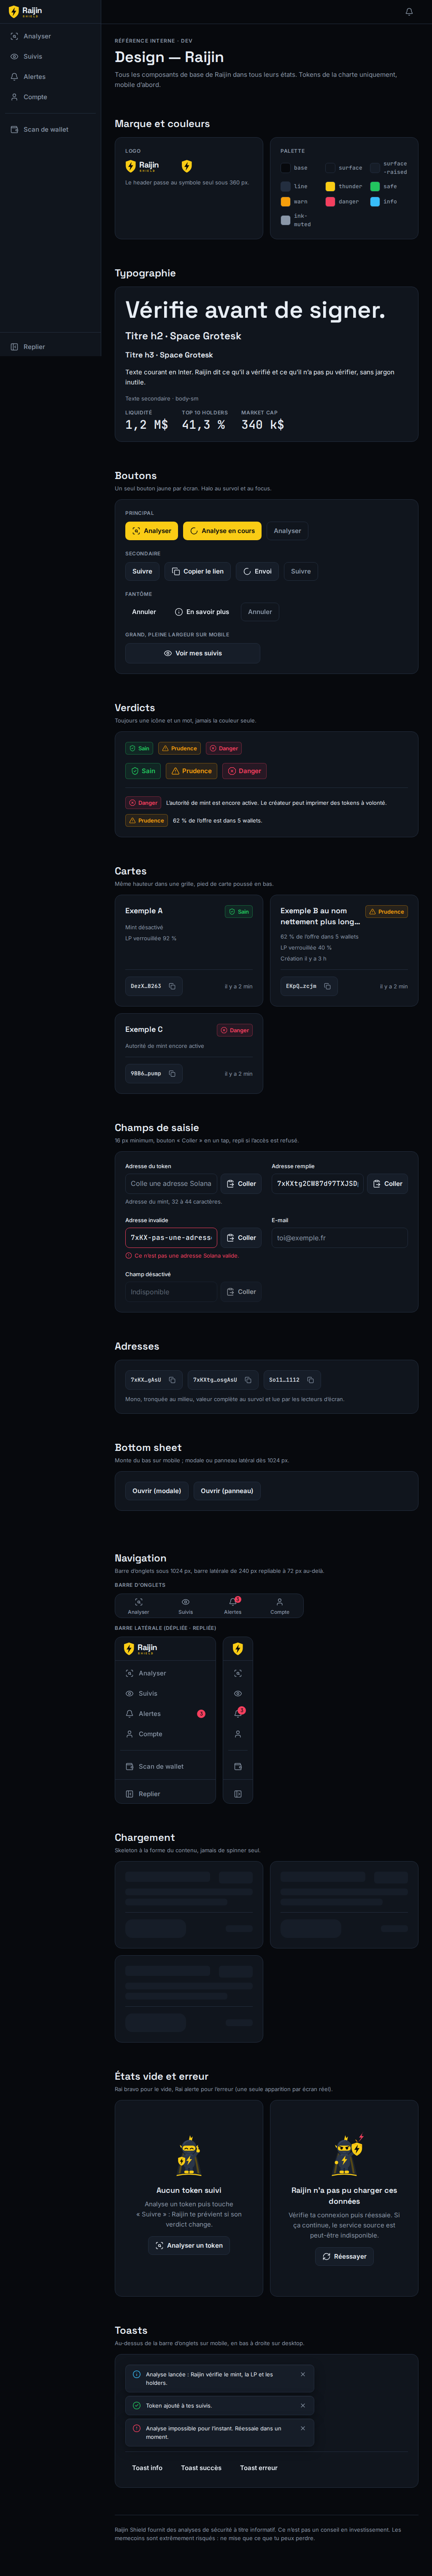 Raijin
SHIELD
Analyser
Suivis
Alertes
Compte
Scan de wallet
Replier
RÉFÉRENCE INTERNE · DEV
Design — Raijin
Tous les composants de base de Raijin dans tous leurs états. Tokens de la charte uniquement,
mobile d'abord.
Marque et couleurs
LOGO
Raijin
SHIELD
Le header passe au symbole seul sous 360 px.
PALETTE
base
surface
surface
-raised
line
thunder
safe
warn
danger
info
ink-
muted
Typographie
Vérifie avant de signer.
Titre h2 · Space Grotesk
Titre h3 · Space Grotesk
Texte courant en Inter. Raijin dit ce qu'il a vérifié et ce qu'il n'a pas pu vérifier, sans jargon
inutile.
Texte secondaire · body-sm
LIQUIDITÉ
TOP 10 HOLDERS
MARKET CAP
1,2 M$
41,3 %
340 k$
Boutons
Un seul bouton jaune par écran. Halo au survol et au focus.
PRINCIPAL
Analyser
Analyse en cours
Analyser
SECONDAIRE
Suivre
Copier le lien
Envoi
Suivre
FANTÔME
Annuler
En savoir plus
Annuler
GRAND, PLEINE LARGEUR SUR MOBILE
Voir mes suivis
Verdicts
Toujours une icône et un mot, jamais la couleur seule.
Sain
Prudence
Danger
Sain
Prudence
Danger
Danger L'autorité de mint est encore active. Le créateur peut imprimer des tokens à volonté.
Prudence 62 % de l'offre est dans 5 wallets.
Cartes
Même hauteur dans une grille, pied de carte poussé en bas.
Exemple A
Sain
Mint désactivé
LP verrouillée 92 %
DezX…B263
il y a 2 min
Exemple B au nom
nettement plus long…
Prudence
62 % de l'offre dans 5 wallets
LP verrouillée 40 %
Création il y a 3 h
EKpQ…zcjm
il y a 2 min
Exemple C
Danger
Autorité de mint encore active
9BB6…pump
il y a 2 min
Champs de saisie
16 px minimum, bouton « Coller » en un tap, repli si l'accès est refusé.
Adresse du token
Colle une adresse Solana
Coller
Adresse du mint, 32 à 44 caractères.
Adresse remplie
7xKXtg2CW87d97TXJSD
Coller
Adresse invalide
7xKX-pas-une-adress
Coller
Ce n'est pas une adresse Solana valide.
E-mail
toi@exemple.fr
Champ désactivé
Indisponible
Coller
Adresses
7xKX…gAsU
7xKXtg…osgAsU
So11…1112
Mono, tronquée au milieu, valeur complète au survol et lue par les lecteurs d'écran.
Bottom sheet
Monte du bas sur mobile ; modale ou panneau latéral dès 1024 px.
Ouvrir (modale)
Ouvrir (panneau)
Navigation
Barre d'onglets sous 1024 px, barre latérale de 240 px repliable à 72 px au-delà.
BARRE D'ONGLETS
3
Analyser
Suivis
Alertes
Compte
BARRE LATÉRALE (DÉPLIÉE · REPLIÉE)
Raijin
SHIELD
Analyser
Suivis
Alertes
3
3
Compte
Scan de wallet
Replier
Chargement
Skeleton à la forme du contenu, jamais de spinner seul.
États vide et erreur
Rai bravo pour le vide, Rai alerte pour l'erreur (une seule apparition par écran réel).
Aucun token suivi
Analyse un token puis touche
« Suivre » : Raijin te prévient si son
verdict change.
Analyser un token
Raijin n'a pas pu charger ces
données
Vérifie ta connexion puis réessaie. Si
ça continue, le service source est
peut-être indisponible.
Réessayer
Toasts
Au-dessus de la barre d'onglets sur mobile, en bas à droite sur desktop.
Analyse lancée : Raijin vérifie le mint, la LP et les
holders.
Token ajouté à tes suivis.
Analyse impossible pour l'instant. Réessaie dans un
moment.
Toast info
Toast succès
Toast erreur
Raijin Shield fournit des analyses de sécurité à titre informatif. Ce n'est pas un conseil en investissement. Les
memecoins sont extrêmement risqués : ne mise que ce que tu peux perdre.